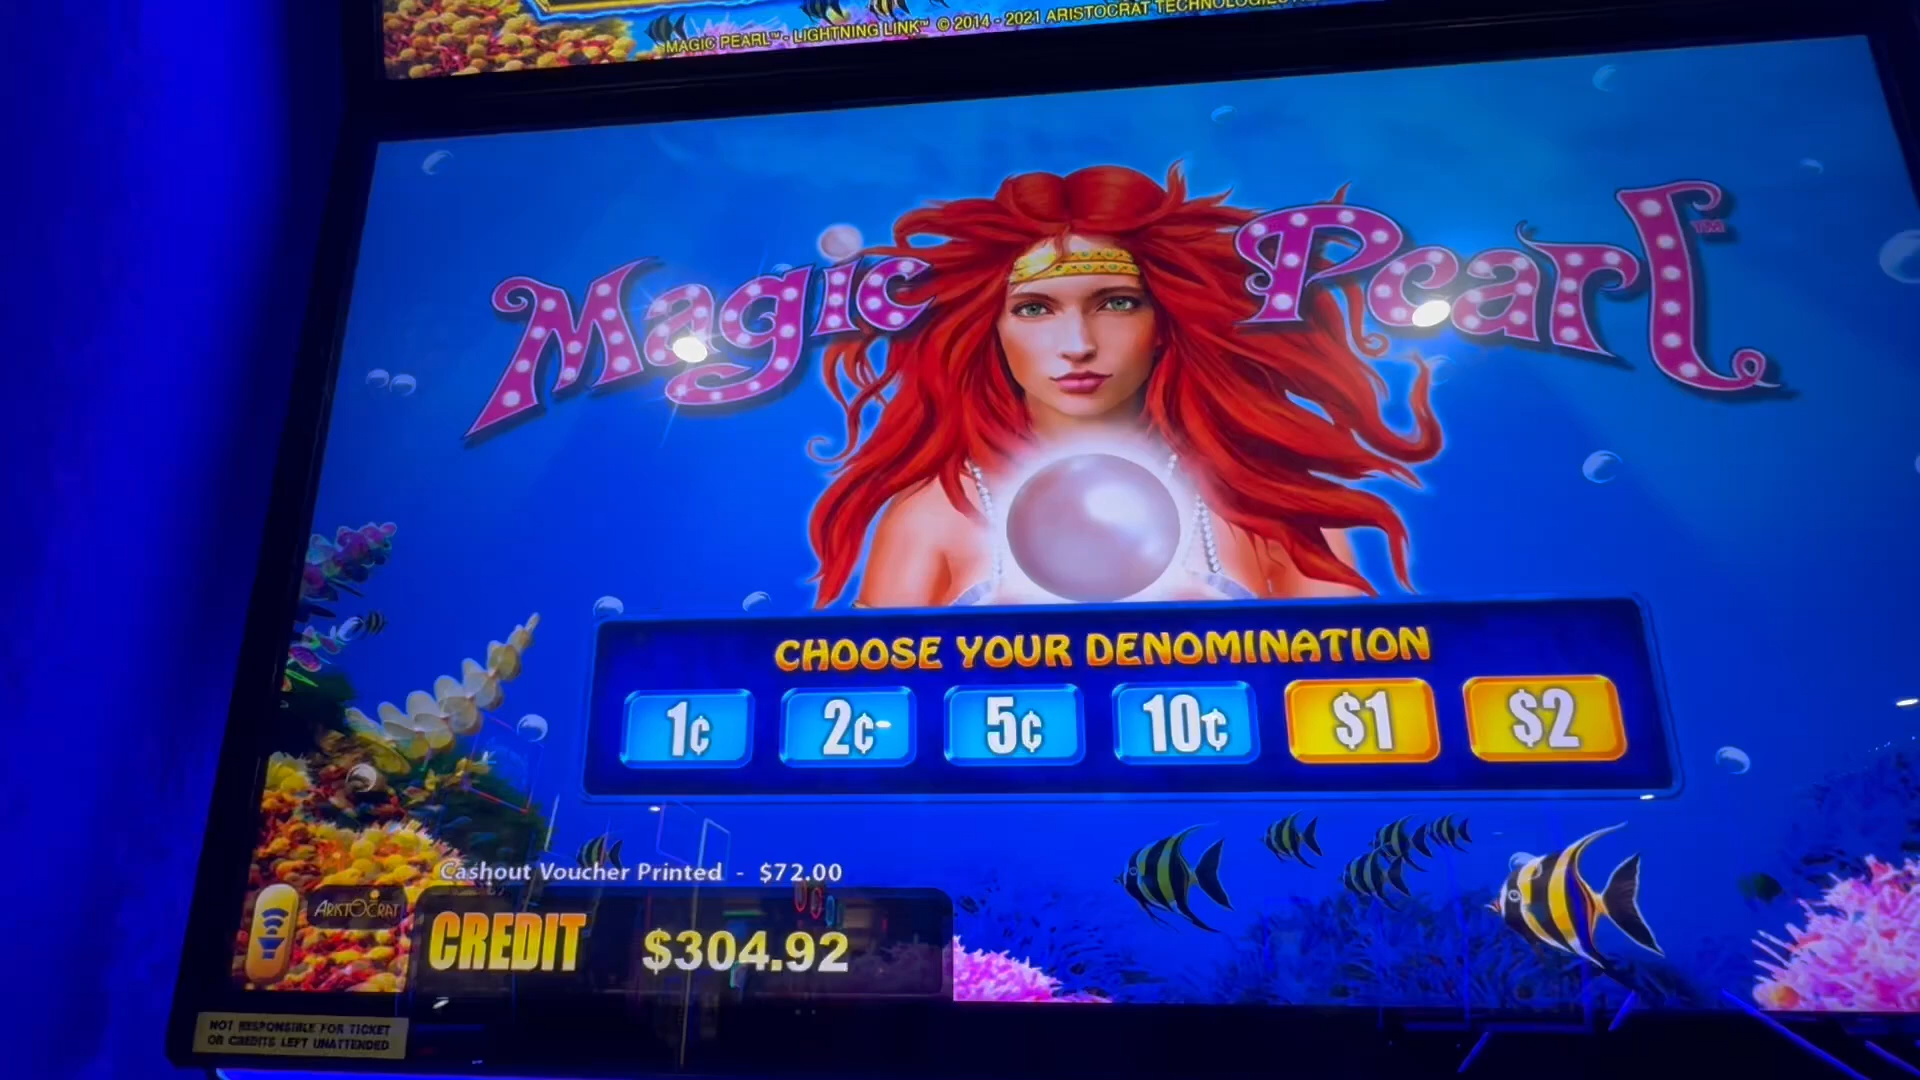 MAGIC PEARL™ - LIGHTNING LINK™ © 2014 - 2021 ARISTOCRAT TECHNOLOGIES
Magic Pearl™
CHOOSE YOUR DENOMINATION
1¢ 2¢ 5¢ 10¢ $1 $2
Cashout Voucher Printed - $72.00
ARISTOCRAT
CREDIT $304.92
NOT RESPONSIBLE FOR TICKET
OR CREDITS LEFT UNATTENDED